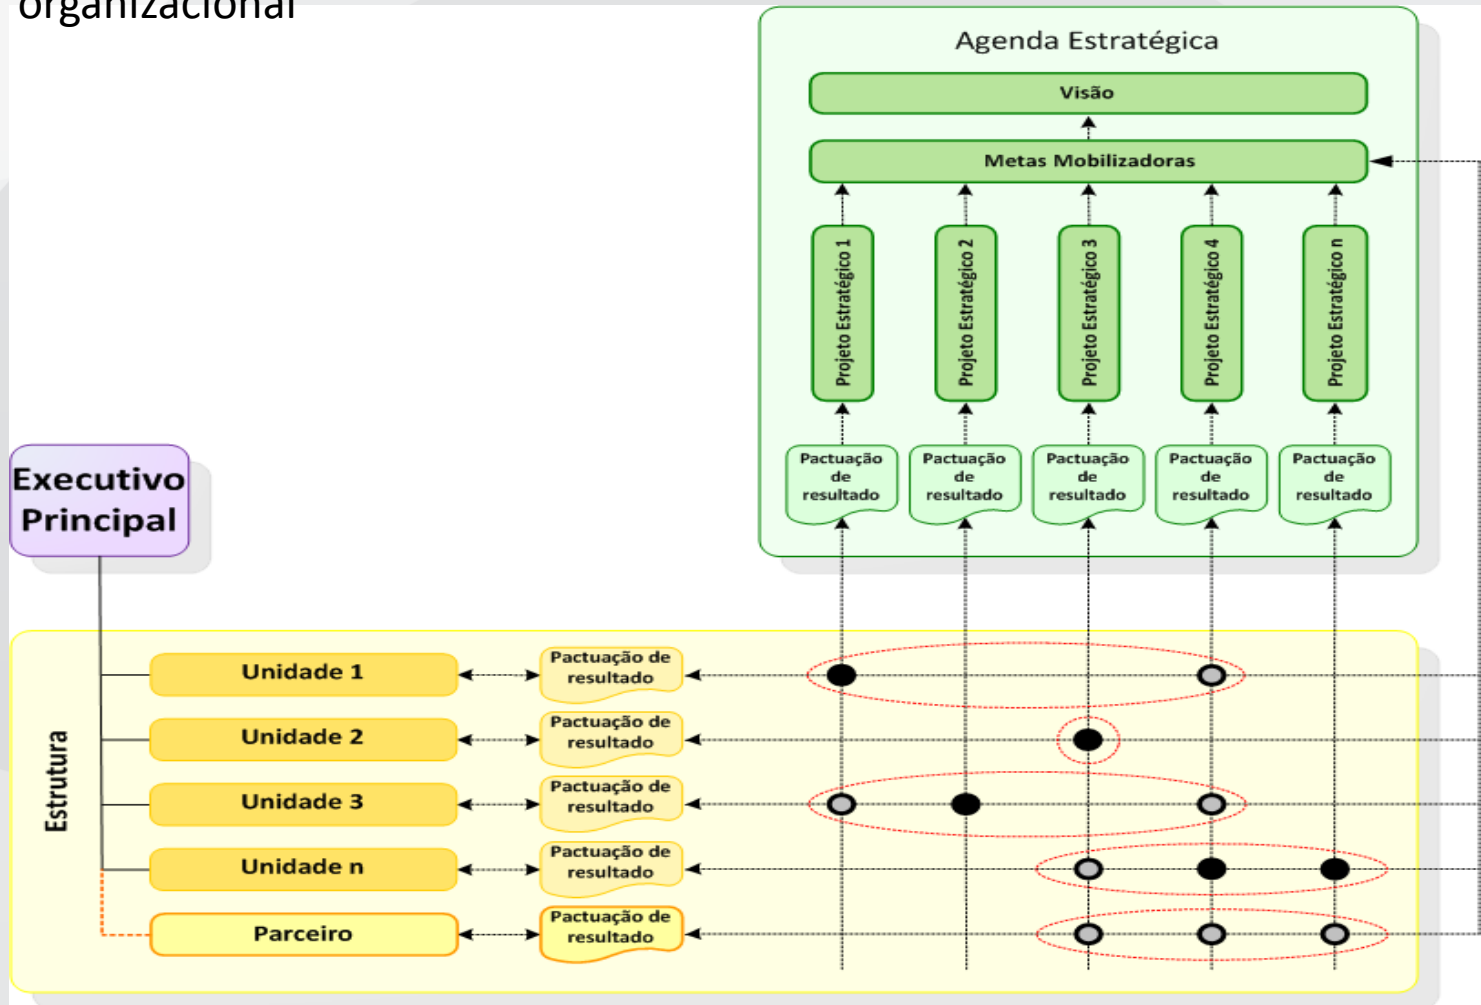 organizacional
Agenda Estratégica
Visão
Metas Mobilizadoras
Projeto Estratégico 1
Projeto Estratégico 2
Projeto Estratégico 3
Projeto Estratégico 4
Projeto Estratégico n
Pactuação
de
resultado
Pactuação
de
resultado
Pactuação
de
resultado
Pactuação
de
resultado
Pactuação
de
resultado
Executivo
Principal
Estrutura
Unidade 1
Pactuação de
resultado
Unidade 2
Pactuação de
resultado
Unidade 3
Pactuação de
resultado
Unidade n
Pactuação de
resultado
Parceiro
Pactuação de
resultado